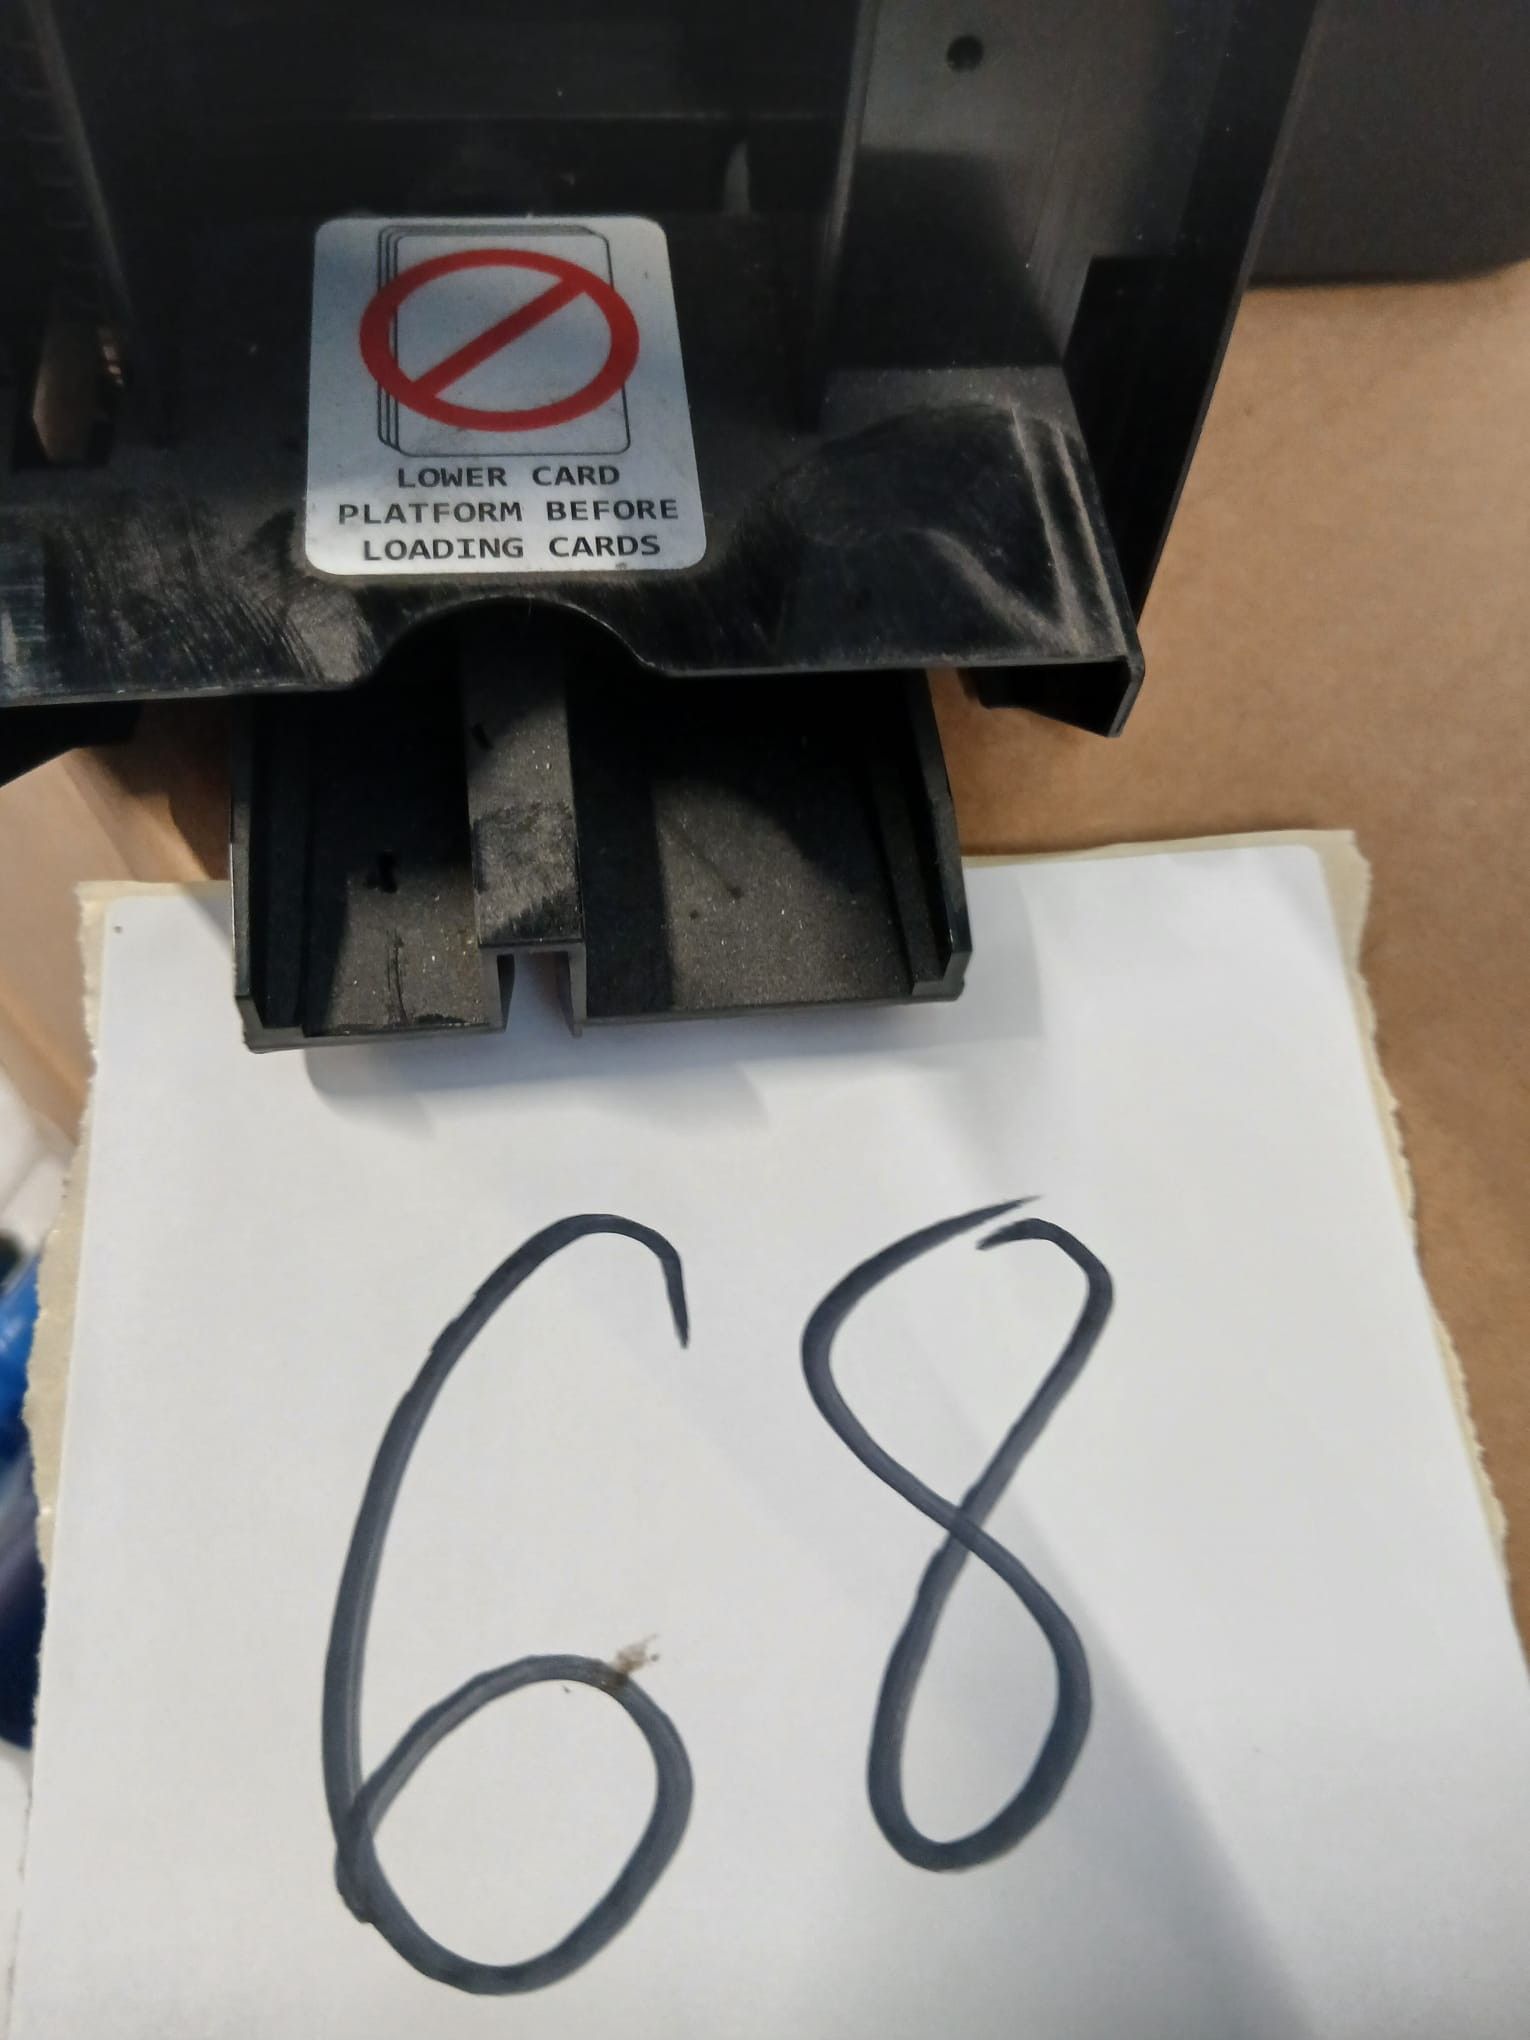 LOWER CARD
PLATFORM BEFORE
LOADING CARDS
68